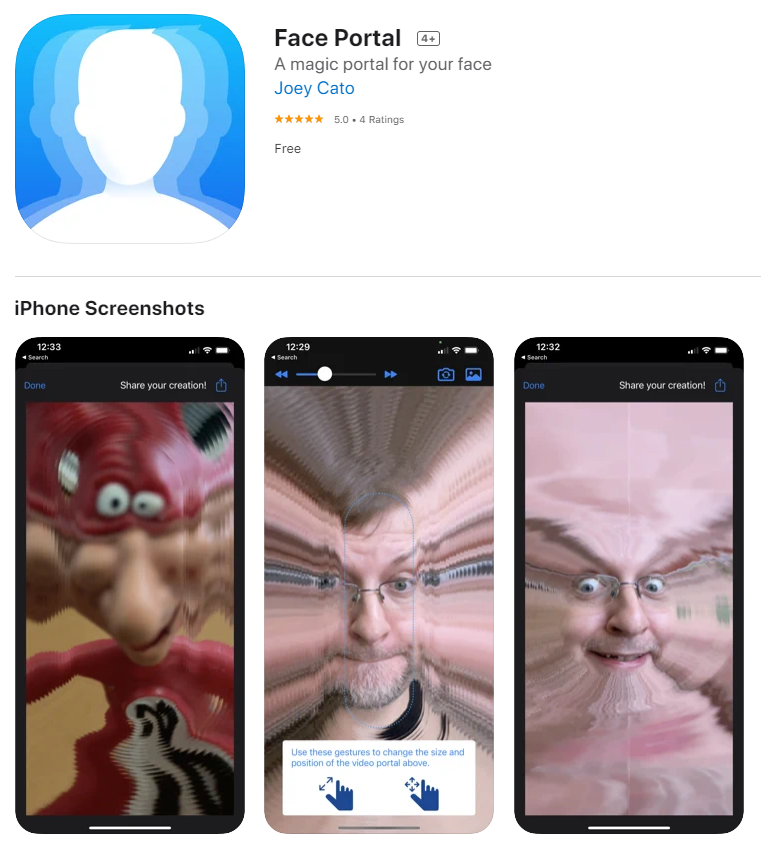 Face Portal 4+
A magic portal for your face
Joey Cato
5.0 • 4 Ratings
Free
iPhone Screenshots
12:33
◀ Search
Done Share your creation!
12:29
◀ Search
Use these gestures to change the size and
position of the video portal above.
12:32
◀ Search
Done Share your creation!